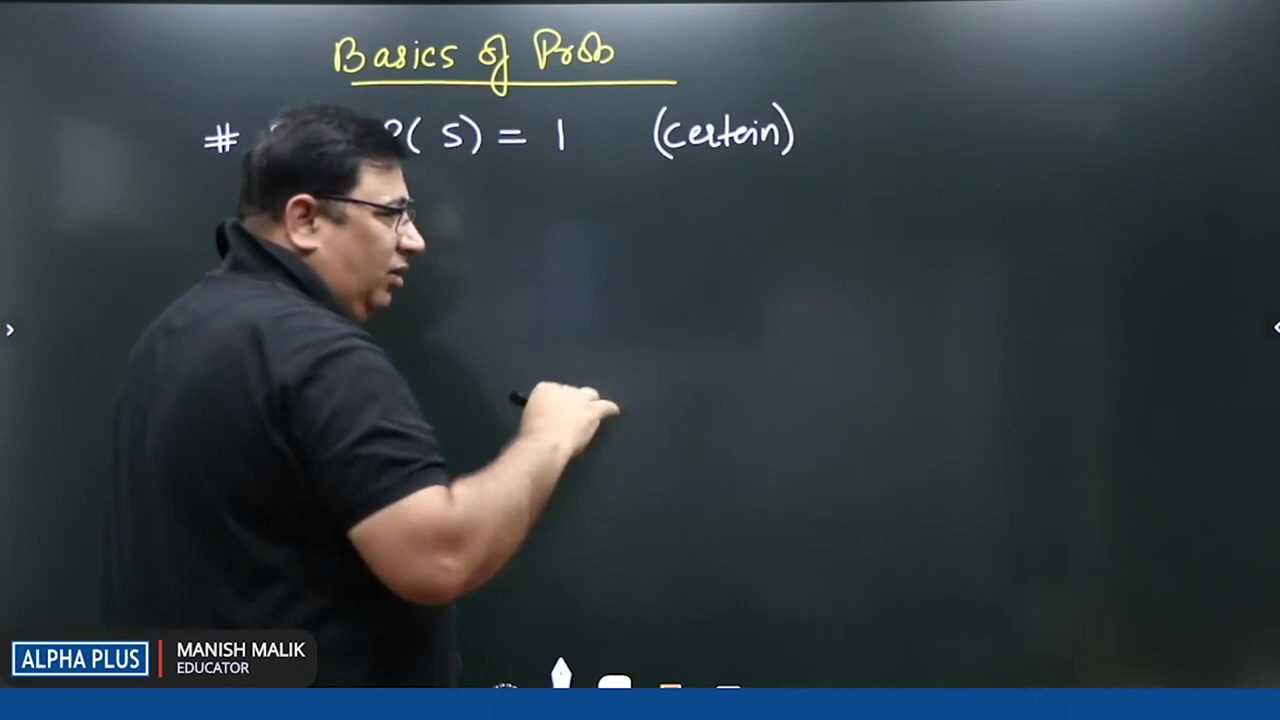 Basics of Prob
# P( S) = 1 (certain)
ALPHA PLUS
MANISH MALIK
EDUCATOR